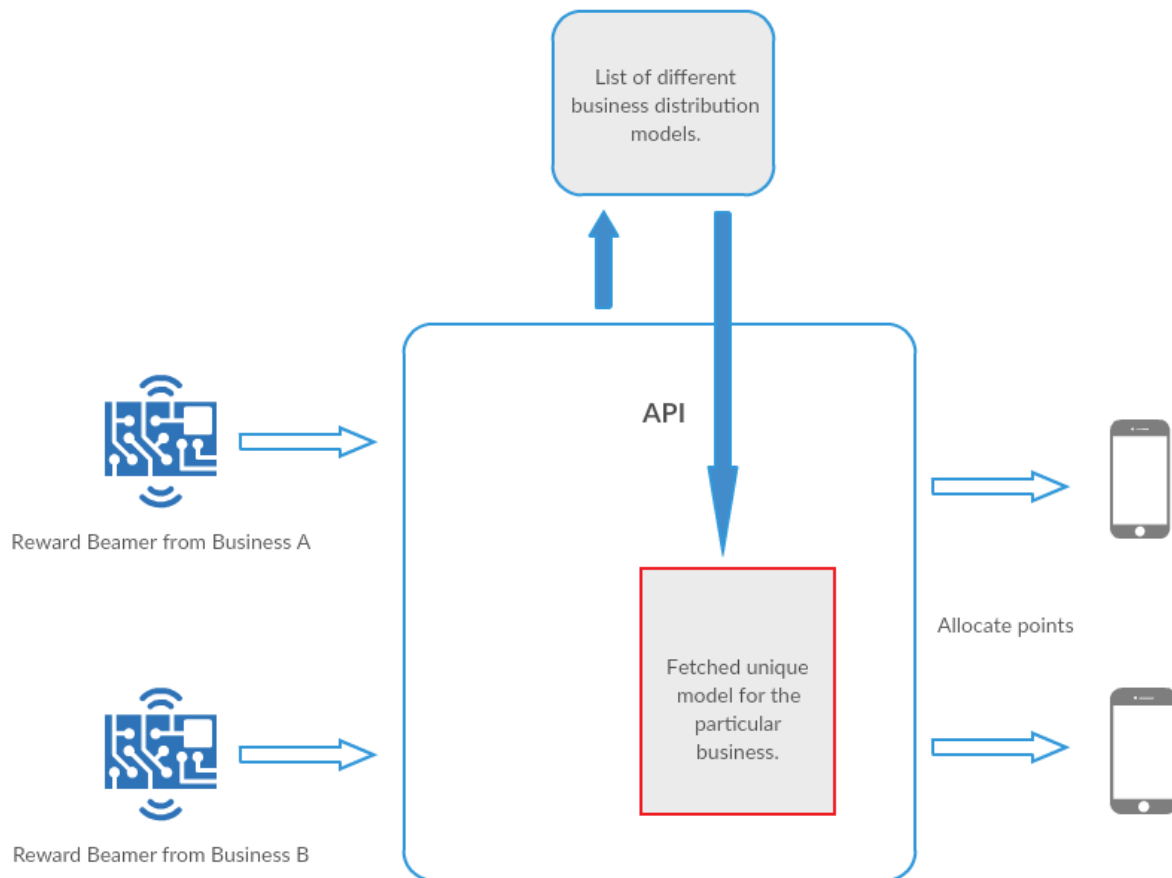 List of different
business distribution
models.
API
Reward Beamer from Business A
Allocate points
Fetched unique
model for the
particular
business.
Reward Beamer from Business B